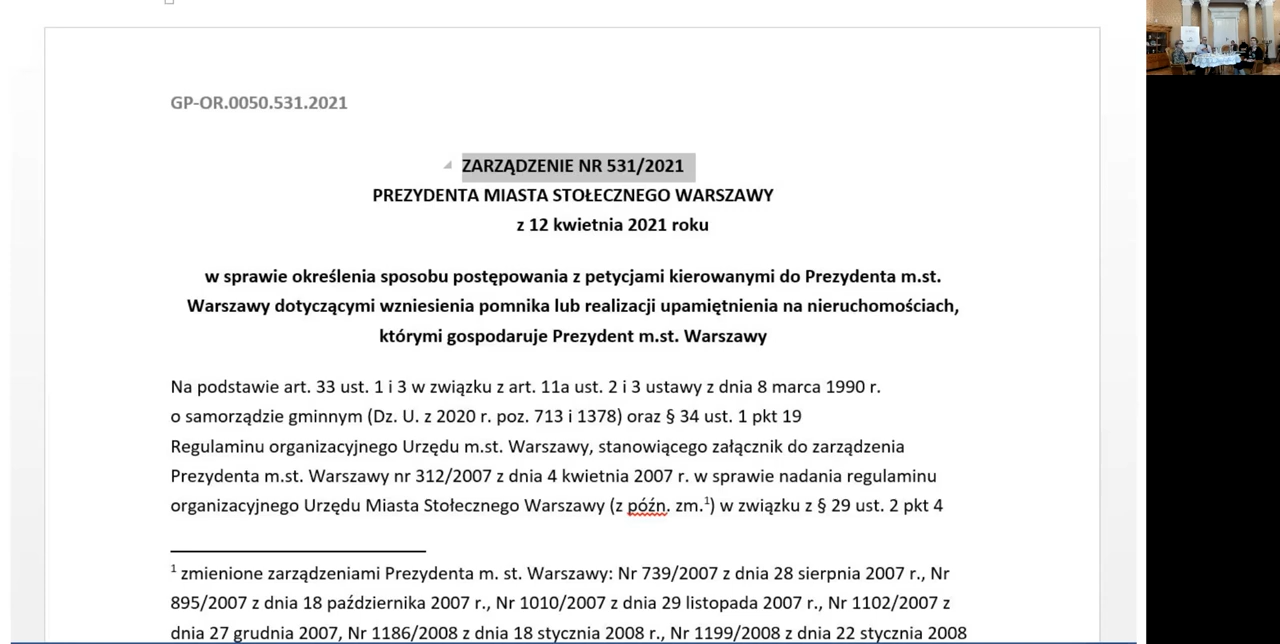 GP-OR.0050.531.2021
ZARZĄDZENIE NR 531/2021
PREZYDENTA MIASTA STOŁECZNEGO WARSZAWY
z 12 kwietnia 2021 roku
w sprawie określenia sposobu postępowania z petycjami kierowanymi do Prezydenta m.st.
Warszawy dotyczącymi wzniesienia pomnika lub realizacji upamiętnienia na nieruchomościach,
którymi gospodaruje Prezydent m.st. Warszawy
Na podstawie art. 33 ust. 1 i 3 w związku z art. 11a ust. 2 i 3 ustawy z dnia 8 marca 1990 r.
o samorządzie gminnym (Dz. U. z 2020 r. poz. 713 i 1378) oraz § 34 ust. 1 pkt 19
Regulaminu organizacyjnego Urzędu m.st. Warszawy, stanowiącego załącznik do zarządzenia
Prezydenta m.st. Warszawy nr 312/2007 z dnia 4 kwietnia 2007 r. w sprawie nadania regulaminu
organizacyjnego Urzędu Miasta Stołecznego Warszawy (z późn. zm.¹) w związku z § 29 ust. 2 pkt 4
¹ zmienione zarządzeniami Prezydenta m. st. Warszawy: Nr 739/2007 z dnia 28 sierpnia 2007 r., Nr
895/2007 z dnia 18 października 2007 r., Nr 1010/2007 z dnia 29 listopada 2007 r., Nr 1102/2007 z
dnia 27 grudnia 2007, Nr 1186/2008 z dnia 18 stycznia 2008 r., Nr 1199/2008 z dnia 22 stycznia 2008